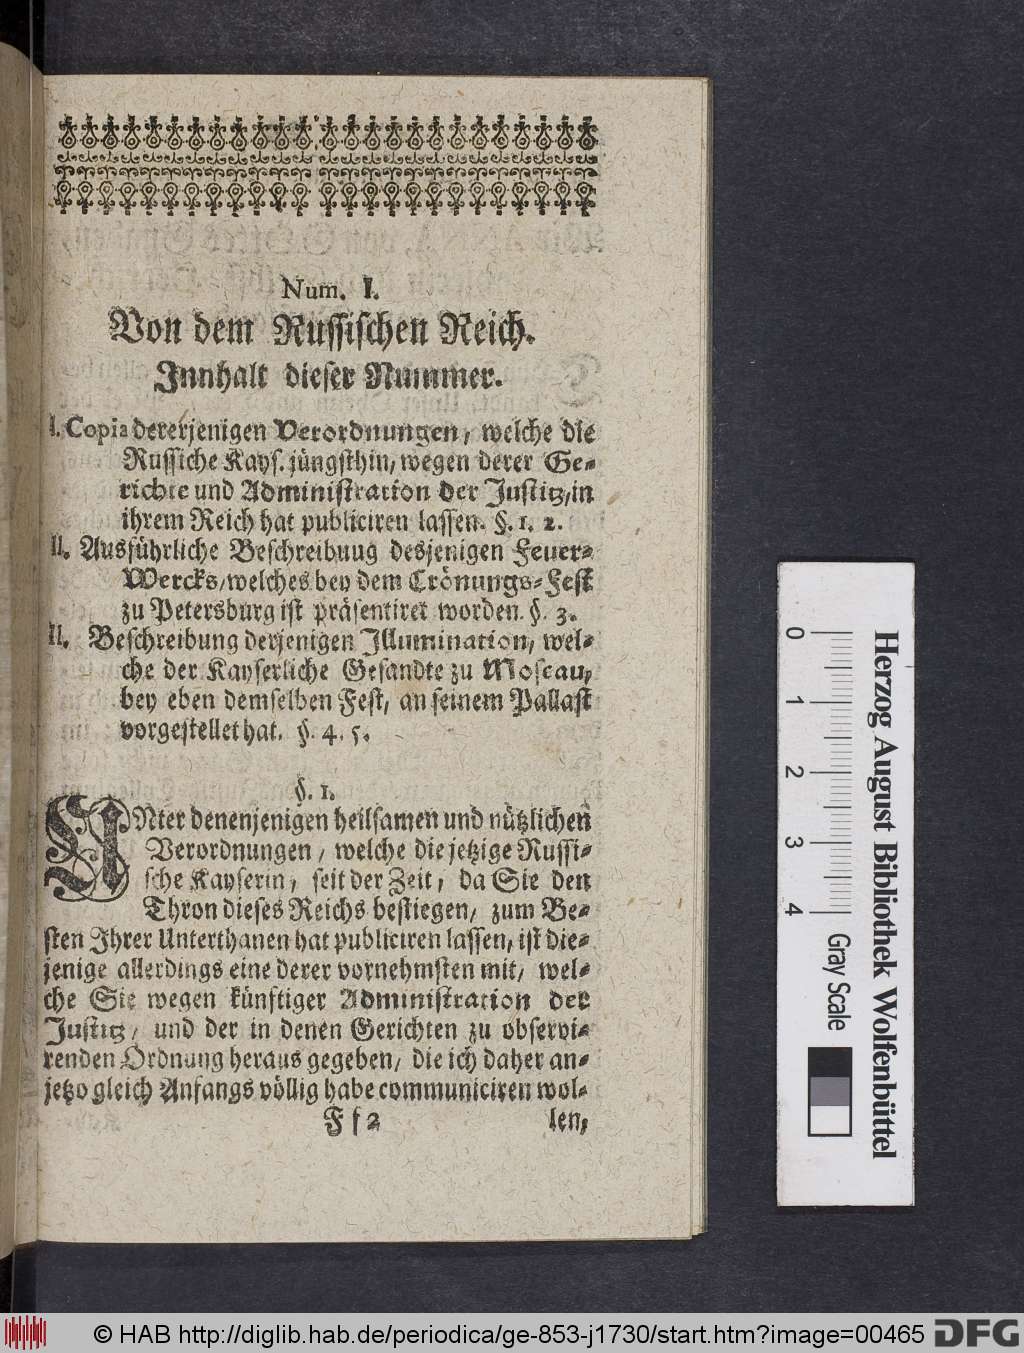 Num. I.
Von dem Russischen Reich.
Innhalt dieser Nummer.
I. Copia dererjenigen Verordnungen, welche die
Russische Kays. jüngsthin, wegen derer Ge-
richte und Administration der Justitz, in
ihrem Reich hat publiciren lassen. §. 1. 2.
II. Ausführliche Beschreibuug desjenigen Feuer-
Wercks, welches bey dem Crönungs-Fest
zu Petersburg ist präsentiret worden. §. 3.
II. Beschreibung derjenigen Illumination, wel-
che der Kayserliche Gesandte zu Moscau,
bey eben demselben Fest, an seinem Pallast
vorgestellet hat. §. 4. 5.
§. 1.
UNter denenjenigen heilsamen und nützlichen
Verordnungen, welche die jetzige Russi-
sche Kayserin, seit der Zeit, da Sie den
Thron dieses Reichs bestiegen, zum Be-
sten Ihrer Unterthanen hat publiciren lassen, ist die-
jenige allerdings eine derer vornehmsten mit, wel-
che Sie wegen künftiger Administration der
Justitz, und der in denen Gerichten zu observi-
renden Ordnung heraus gegeben, die ich daher an-
jetzo gleich Anfangs völlig habe communiciren wol-
F f 2 len,
Herzog August Bibliothek Wolfenbüttel
0 1 2 3 4 Gray Scale
© HAB http://diglib.hab.de/periodica/ge-853-j1730/start.htm?image=00465 DFG